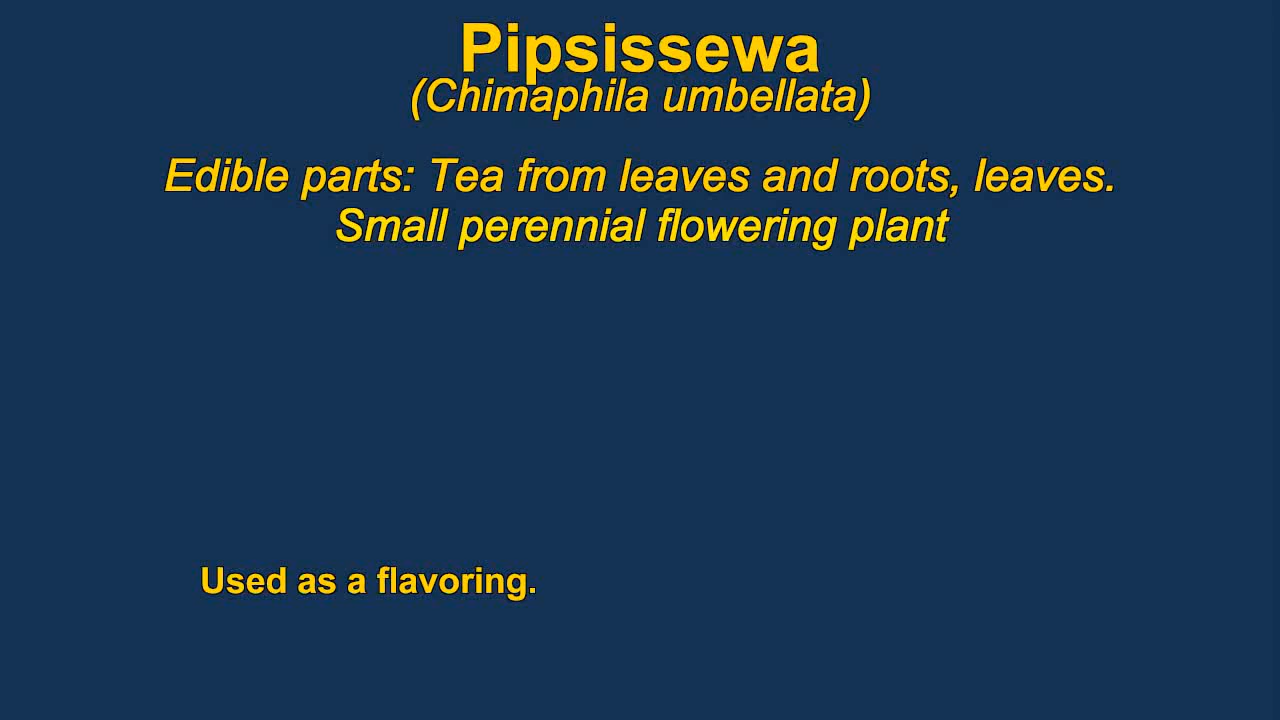 Pipsissewa
(Chimaphila umbellata)
Edible parts: Tea from leaves and roots, leaves.
Small perennial flowering plant
Used as a flavoring.